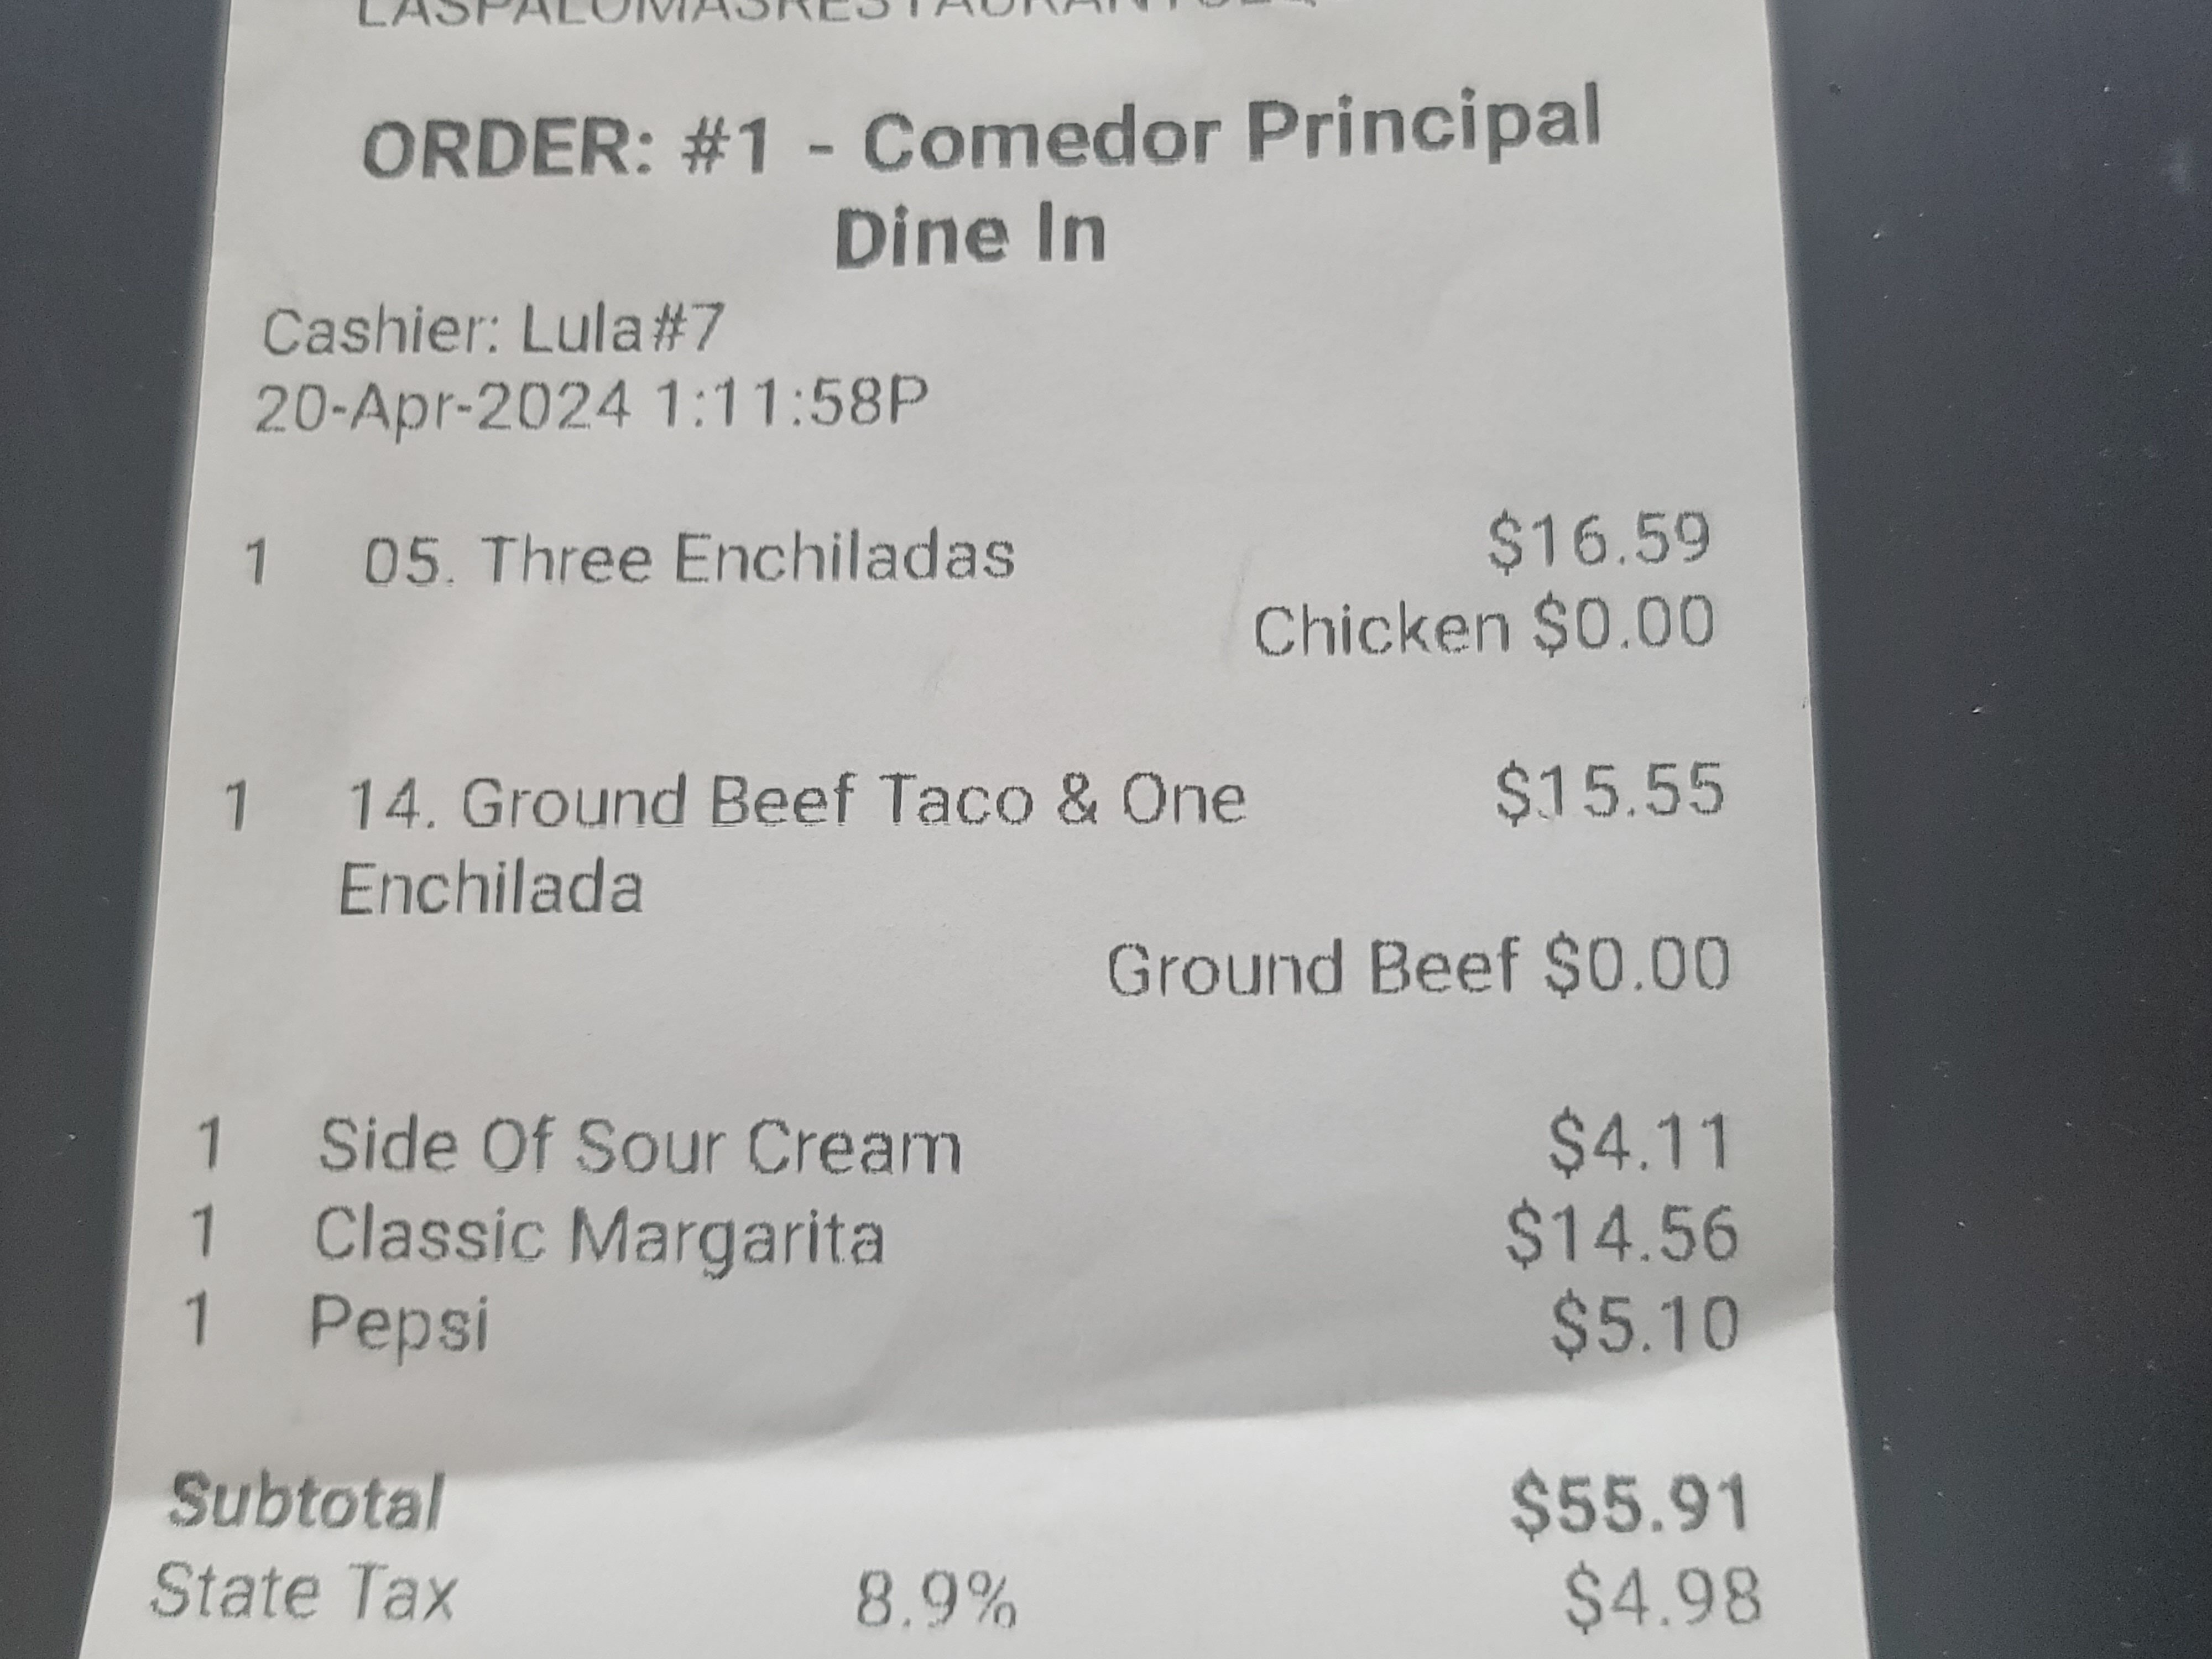 ORDER: #1 - Comedor Principal
Dine In
Cashier: Lula#7
20-Apr-2024 1:11:58P
1 05. Three Enchiladas $16.59
Chicken $0.00
1 14. Ground Beef Taco & One $15.55
Enchilada
Ground Beef $0.00
1 Side Of Sour Cream $4.11
1 Classic Margarita $14.56
1 Pepsi $5.10
Subtotal $55.91
State Tax 8.9% $4.98